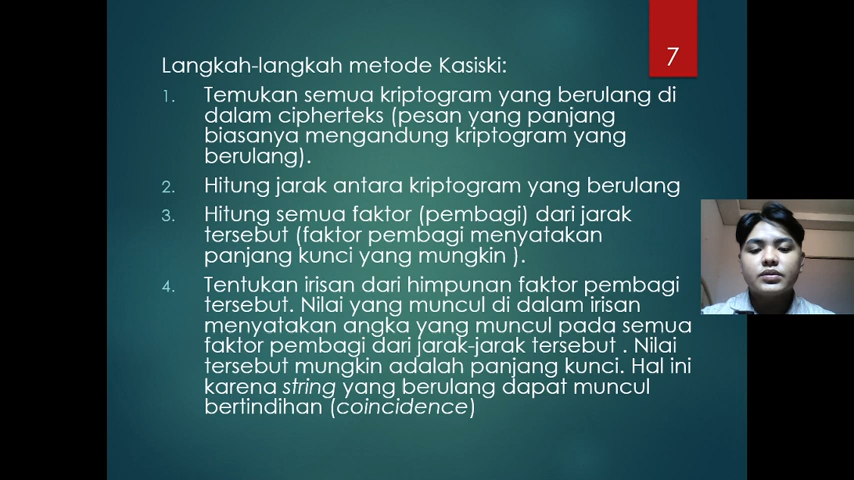 7
Langkah-langkah metode Kasiski:
1. Temukan semua kriptogram yang berulang di
dalam cipherteks (pesan yang panjang
biasanya mengandung kriptogram yang
berulang).
2. Hitung jarak antara kriptogram yang berulang
3. Hitung semua faktor (pembagi) dari jarak
tersebut (faktor pembagi menyatakan
panjang kunci yang mungkin ).
4. Tentukan irisan dari himpunan faktor pembagi
tersebut. Nilai yang muncul di dalam irisan
menyatakan angka yang muncul pada semua
faktor pembagi dari jarak-jarak tersebut . Nilai
tersebut mungkin adalah panjang kunci. Hal ini
karena string yang berulang dapat muncul
bertindihan (coincidence)